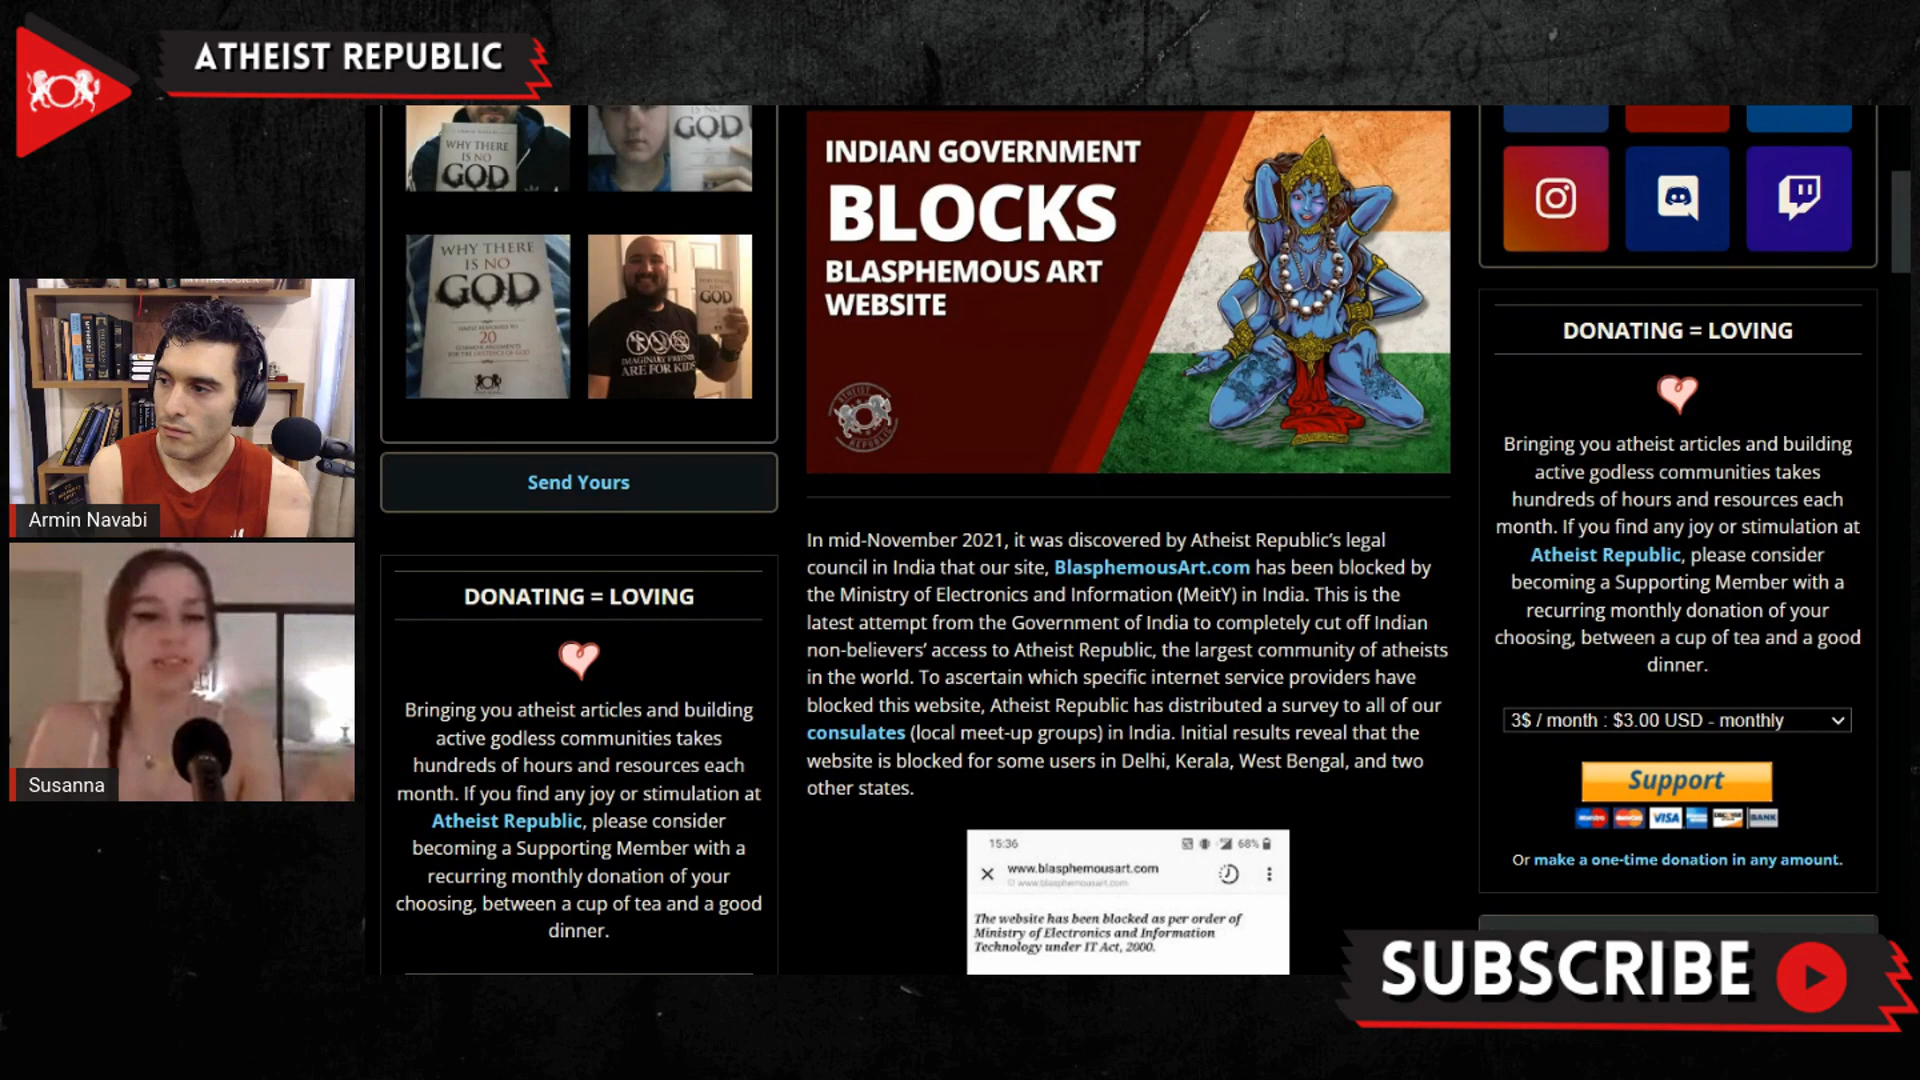 ATHEIST REPUBLIC
WHY THERE
IS NO
GOD
GOD
WHY THERE
IS NO
GOD
20
GOD
IMAGINARY FRIENDS
ARE FOR KIDS
Send Yours
DONATING = LOVING
Bringing you atheist articles and building
active godless communities takes
hundreds of hours and resources each
month. If you find any joy or stimulation at
Atheist Republic, please consider
becoming a Supporting Member with a
recurring monthly donation of your
choosing, between a cup of tea and a good
dinner.
Armin Navabi
Susanna
INDIAN GOVERNMENT
BLOCKS
BLASPHEMOUS ART
WEBSITE
ATHEIST
REPUBLIC
In mid-November 2021, it was discovered by Atheist Republic’s legal
council in India that our site, BlasphemousArt.com has been blocked by
the Ministry of Electronics and Information (MeitY) in India. This is the
latest attempt from the Government of India to completely cut off Indian
non-believers’ access to Atheist Republic, the largest community of atheists
in the world. To ascertain which specific internet service providers have
blocked this website, Atheist Republic has distributed a survey to all of our
consulates (local meet-up groups) in India. Initial results reveal that the
website is blocked for some users in Delhi, Kerala, West Bengal, and two
other states.
15:36
68%
www.blasphemousart.com
www.blasphemousart.com
The website has been blocked as per order of
Ministry of Electronics and Information
Technology under IT Act, 2000.
DONATING = LOVING
Bringing you atheist articles and building
active godless communities takes
hundreds of hours and resources each
month. If you find any joy or stimulation at
Atheist Republic, please consider
becoming a Supporting Member with a
recurring monthly donation of your
choosing, between a cup of tea and a good
dinner.
3$ / month : $3.00 USD - monthly
Support
VISA
BANK
Or make a one-time donation in any amount.
SUBSCRIBE